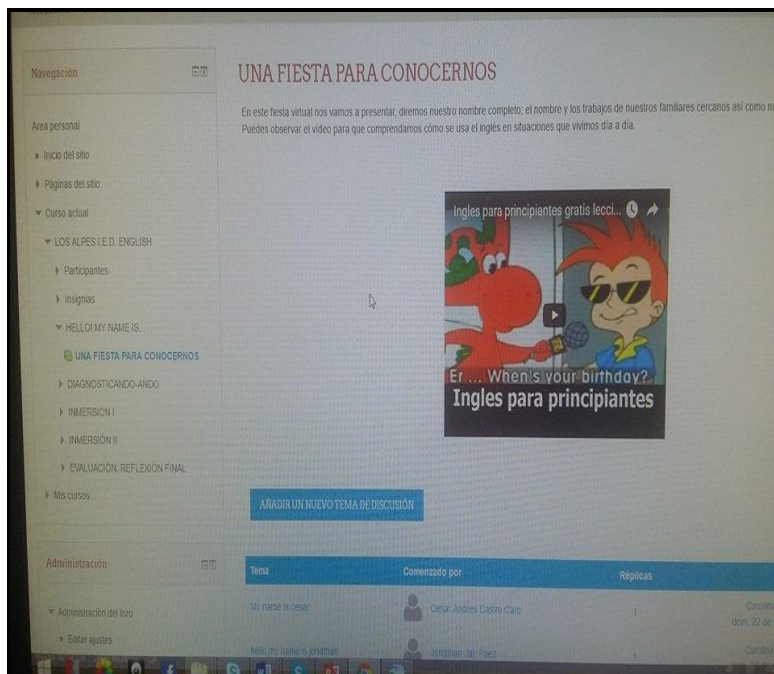 Navegación
Área personal
Inicio del sitio
Páginas del sitio
Curso actual
LOS ALPES I.E.D. ENGLISH
Participantes
Insignias
HELLO! MY NAME IS...
UNA FIESTA PARA CONOCERNOS
DIAGNOSTICANDO-ANDO
INMERSIÓN I
INMERSIÓN II
EVALUACIÓN: REFLEXIÓN FINAL
Mis cursos
Administración
Administración del foro
Editar ajustes
UNA FIESTA PARA CONOCERNOS
En este fiesta virtual nos vamos a presentar, diremos nuestro nombre completo; el nombre y los trabajos de nuestros familiares cercanos así como
Puedes observar el video para que comprendamos cómo se usa el inglés en situaciones que vivimos día a día.
Ingles para principiantes gratis lecci...
Er ... When's your birthday?
Ingles para principiantes
AÑADIR UN NUEVO TEMA DE DISCUSIÓN
Tema Comenzado por Réplicas
My name is cesar Cesar Andres Castro Caro 1 Carolina
dom, 22 de
hello my name is jonathan Jonathan Jair Paez 1 Carolina